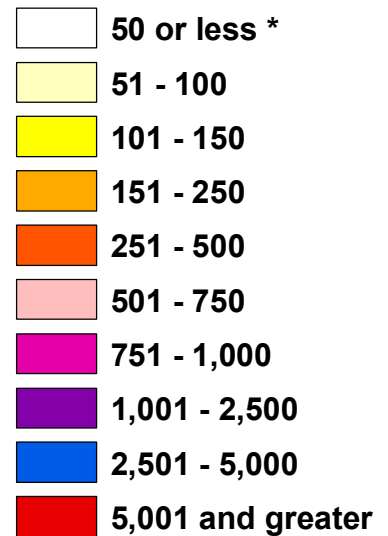 50 or less *
51 - 100
101 - 150
151 - 250
251 - 500
501 - 750
751 - 1,000
1,001 - 2,500
2,501 - 5,000
5,001 and greater